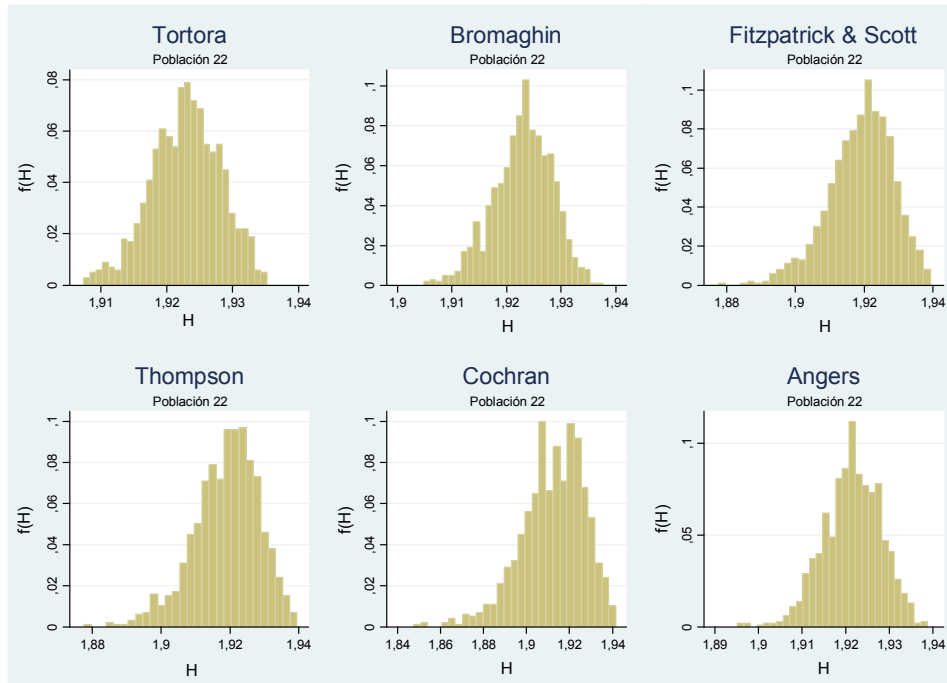 Tortora
Población 22
f(H)
0 ,02 ,04 ,06 ,08
1,91 1,92 1,93 1,94
H
Bromaghin
Población 22
f(H)
0 ,02 ,04 ,06 ,08 ,1
1,9 1,91 1,92 1,93 1,94
H
Fitzpatrick & Scott
Población 22
f(H)
0 ,02 ,04 ,06 ,08 ,1
1,88 1,9 1,92 1,94
H
Thompson
Población 22
f(H)
0 ,02 ,04 ,06 ,08 ,1
1,88 1,9 1,92 1,94
H
Cochran
Población 22
f(H)
0 ,02 ,04 ,06 ,08 ,1
1,84 1,86 1,88 1,9 1,92 1,94
H
Angers
Población 22
f(H)
0 ,05 ,1
1,89 1,9 1,91 1,92 1,93 1,94
H